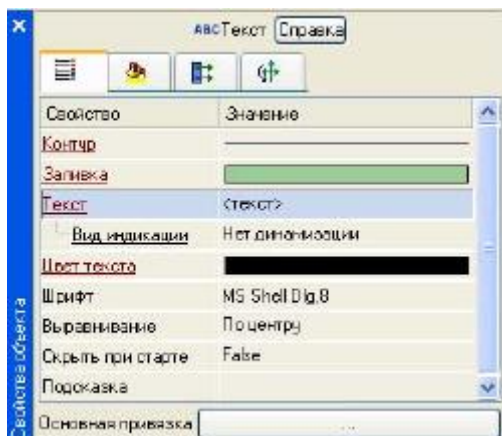 ABC Текст Справка
Свойство Значение
Контур
Заливка
Текст <текст>
Вид индикации Нет динамизации
Цвет текста
Шрифт MS Shell Dlg,8
Выравнивание По центру
Скрыть при старте False
Подсказка
Основная привязка ...
Свойства объекта